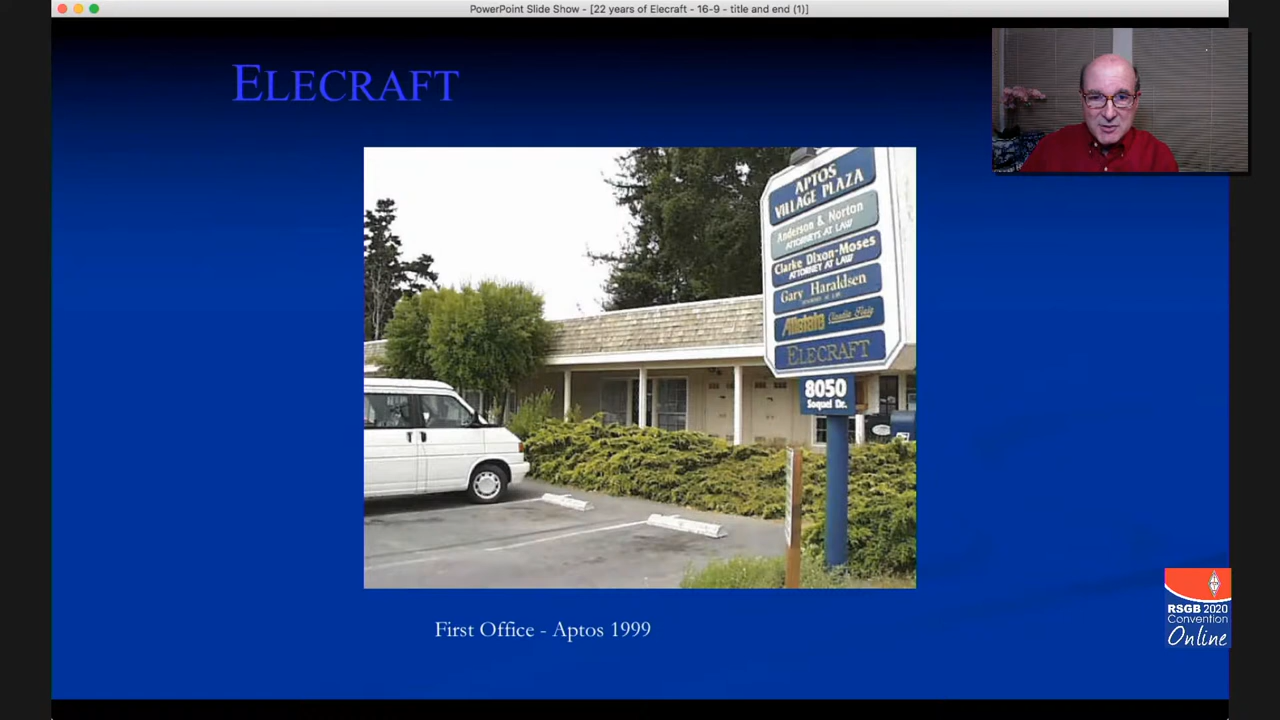 PowerPoint Slide Show - [22 years of Elecraft - 16-9 - title and end (1)]
ELECRAFT
APTOS
VILLAGE PLAZA
Anderson & Norton
ATTORNEYS AT LAW
Clarke Dixon-Moses
ATTORNEY AT LAW
Gary Haraldsen
Allstate
ELECRAFT
8050
Soquel Dr.
First Office - Aptos 1999
RSGB 2020
Convention
Online